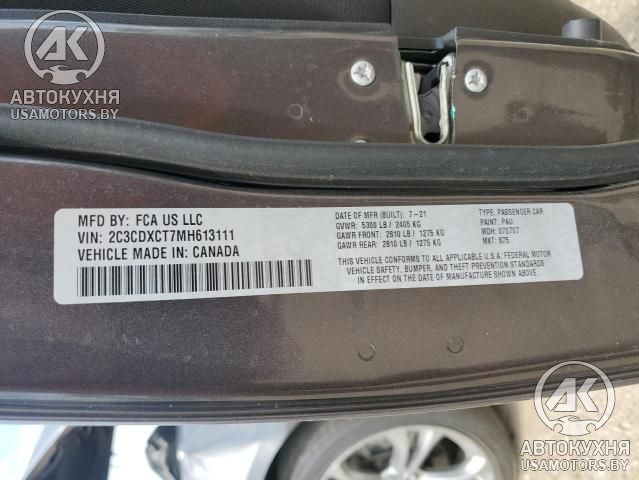 АК
АВТОКУХНЯ
USAMOTORS.BY
MFD BY: FCA US LLC
VIN: 2C3CDXCT7MH613111
VEHICLE MADE IN: CANADA
DATE OF MFR (BUILT): 7-21
GVWR: 5300 LB / 2405 KG
GAWR FRONT: 2810 LB / 1275 KG
GAWR REAR: 2810 LB / 1275 KG
TYPE: PASSENGER CAR
PAINT: PAU
MDH: 070707
MKT: 875
THIS VEHICLE CONFORMS TO ALL APPLICABLE U.S.A. FEDERAL MOTOR
VEHICLE SAFETY, BUMPER, AND THEFT PREVENTION STANDARDS
IN EFFECT ON THE DATE OF MANUFACTURE SHOWN ABOVE.
АК
АВТОКУХНЯ
USAMOTORS.BY